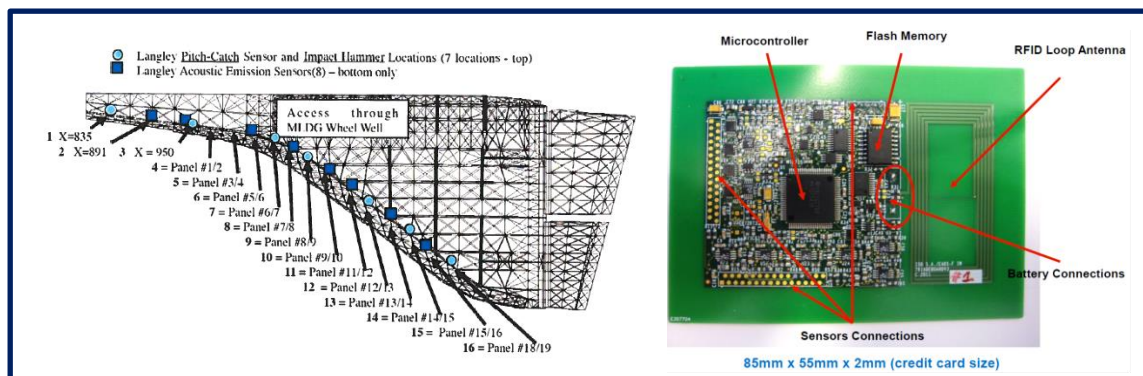 Langley Pitch-Catch Sensor and Impact Hammer Locations (7 locations - top)
Langley Acoustic Emission Sensors(8) – bottom only
Access through
MLDG Wheel Well
1 X=835
2 X=891 3 X = 950
4 = Panel #1/2
5 = Panel #3/4
6 = Panel #5/6
7 = Panel #6/7
8 = Panel #7/8
9 = Panel #8/9
10 = Panel #9/10
11 = Panel #11/12
12 = Panel #12/13
13 = Panel #13/14
14 = Panel #14/15
15 = Panel #15/16
16 = Panel #18/19
Microcontroller
Flash Memory
RFID Loop Antenna
#1
Battery Connections
Sensors Connections
85mm x 55mm x 2mm (credit card size)